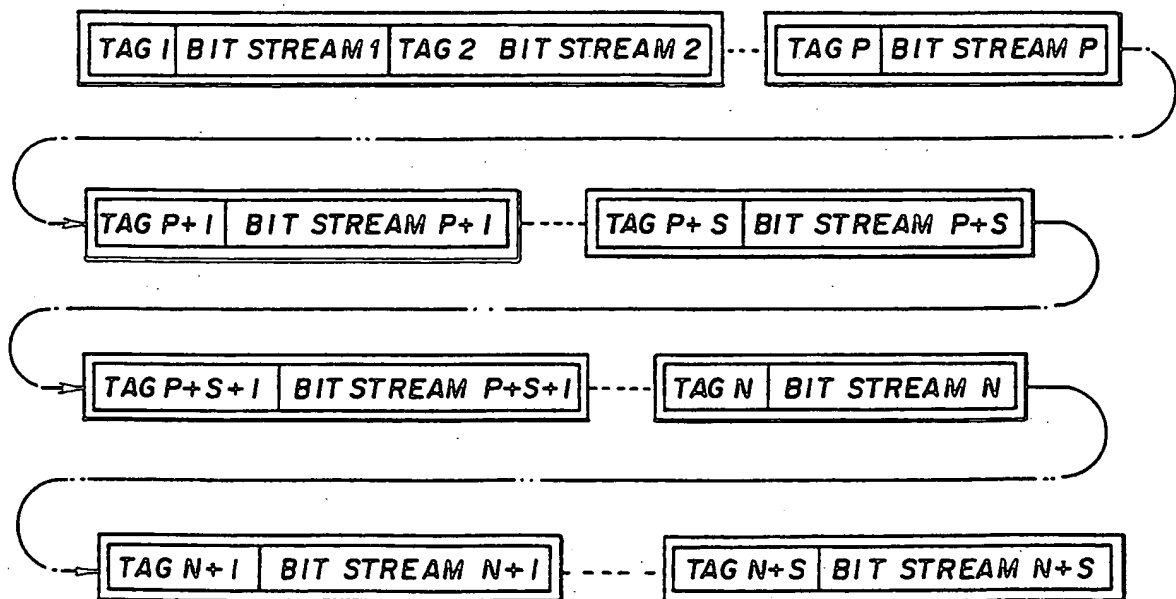 TAG 1 BIT STREAM 1 TAG 2 BIT STREAM 2 TAG P BIT STREAM P
TAG P+1 BIT STREAM P+1 TAG P+S BIT STREAM P+S
TAG P+S+1 BIT STREAM P+S+1 TAG N BIT STREAM N
TAG N+1 BIT STREAM N+1 TAG N+S BIT STREAM N+S